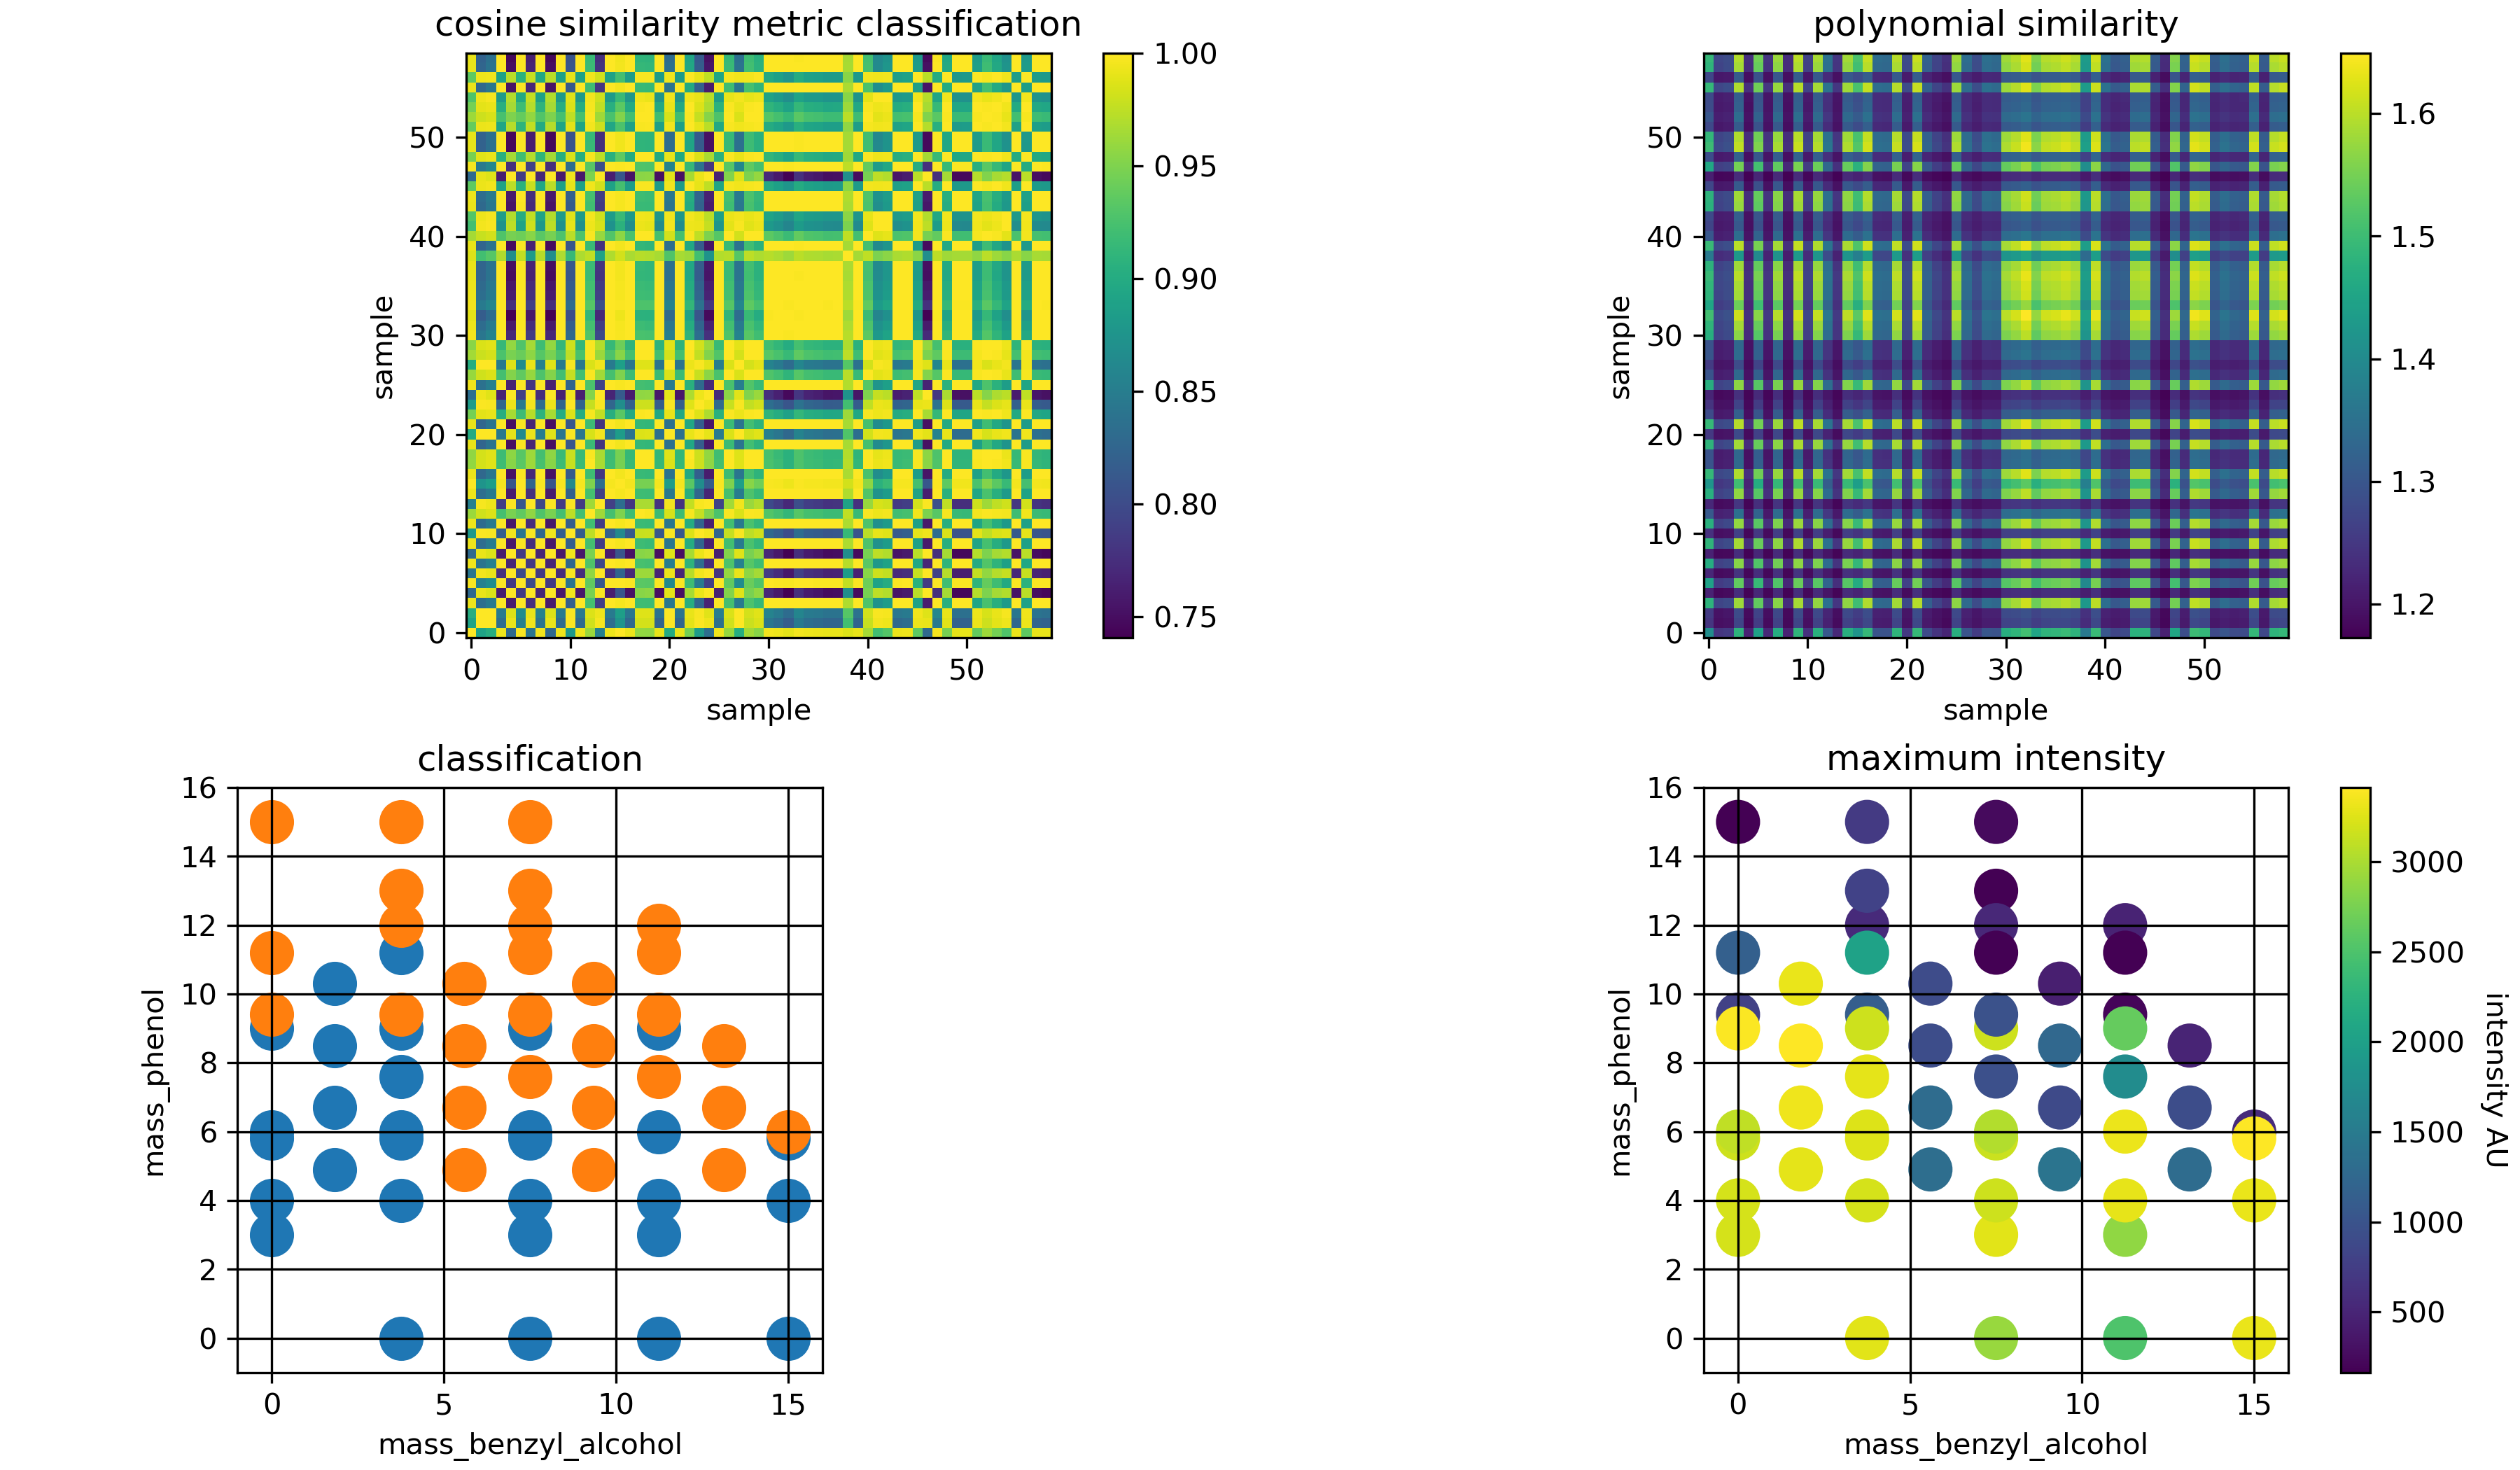 cosine similarity metric classification
polynomial similarity
50
40
30
20
10
0
sample
0 10 20 30 40 50
sample
1.00
0.95
0.90
0.85
0.80
0.75
50
40
30
20
10
0
sample
0 10 20 30 40 50
sample
1.6
1.5
1.4
1.3
1.2
classification
16
14
12
10
8
6
4
2
0
mass_phenol
0 5 10 15
mass_benzyl_alcohol
maximum intensity
16
14
12
10
8
6
4
2
0
mass_phenol
0 5 10 15
mass_benzyl_alcohol
3000
2500
2000
1500
1000
500
intensity AU